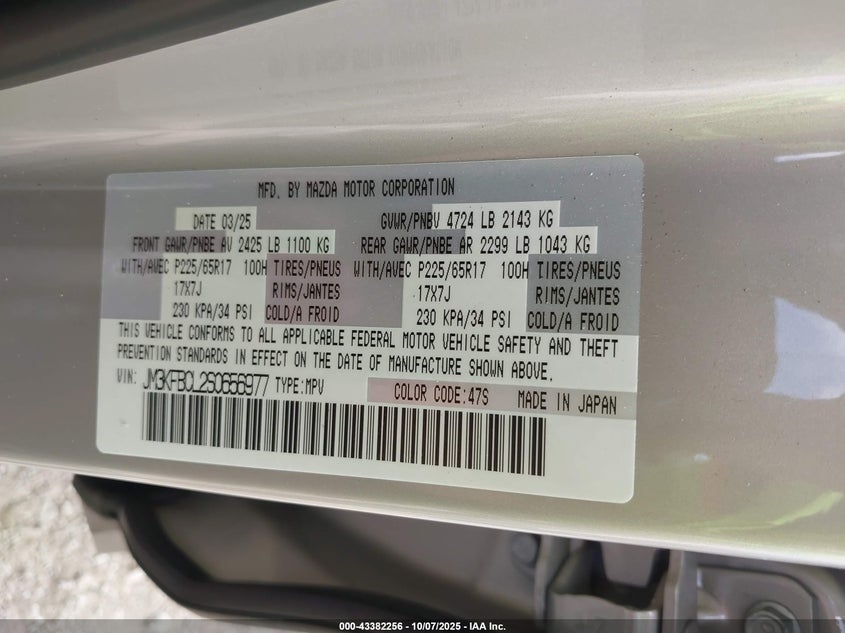 MFD. BY MAZDA MOTOR CORPORATION
DATE 03/25 GVWR/PNBV 4724 LB 2143 KG
FRONT GAWR/PNBE AV 2425 LB 1100 KG REAR GAWR/PNBE AR 2299 LB 1043 KG
WITH/AVEC P225/65R17 100H TIRES/PNEUS WITH/AVEC P225/65R17 100H TIRES/PNEUS
17X7J RIMS/JANTES 17X7J RIMS/JANTES
230 KPA/34 PSI COLD/A FROID 230 KPA/34 PSI COLD/A FROID
THIS VEHICLE CONFORMS TO ALL APPLICABLE FEDERAL MOTOR VEHICLE SAFETY AND THEFT
PREVENTION STANDARDS IN EFFECT ON THE DATE OF MANUFACTURE SHOWN ABOVE.
VIN: JM3KFBCL2S0656977 TYPE:MPV COLOR CODE:47S MADE IN JAPAN
000-43382256 - 10/07/2025 - IAA Inc.